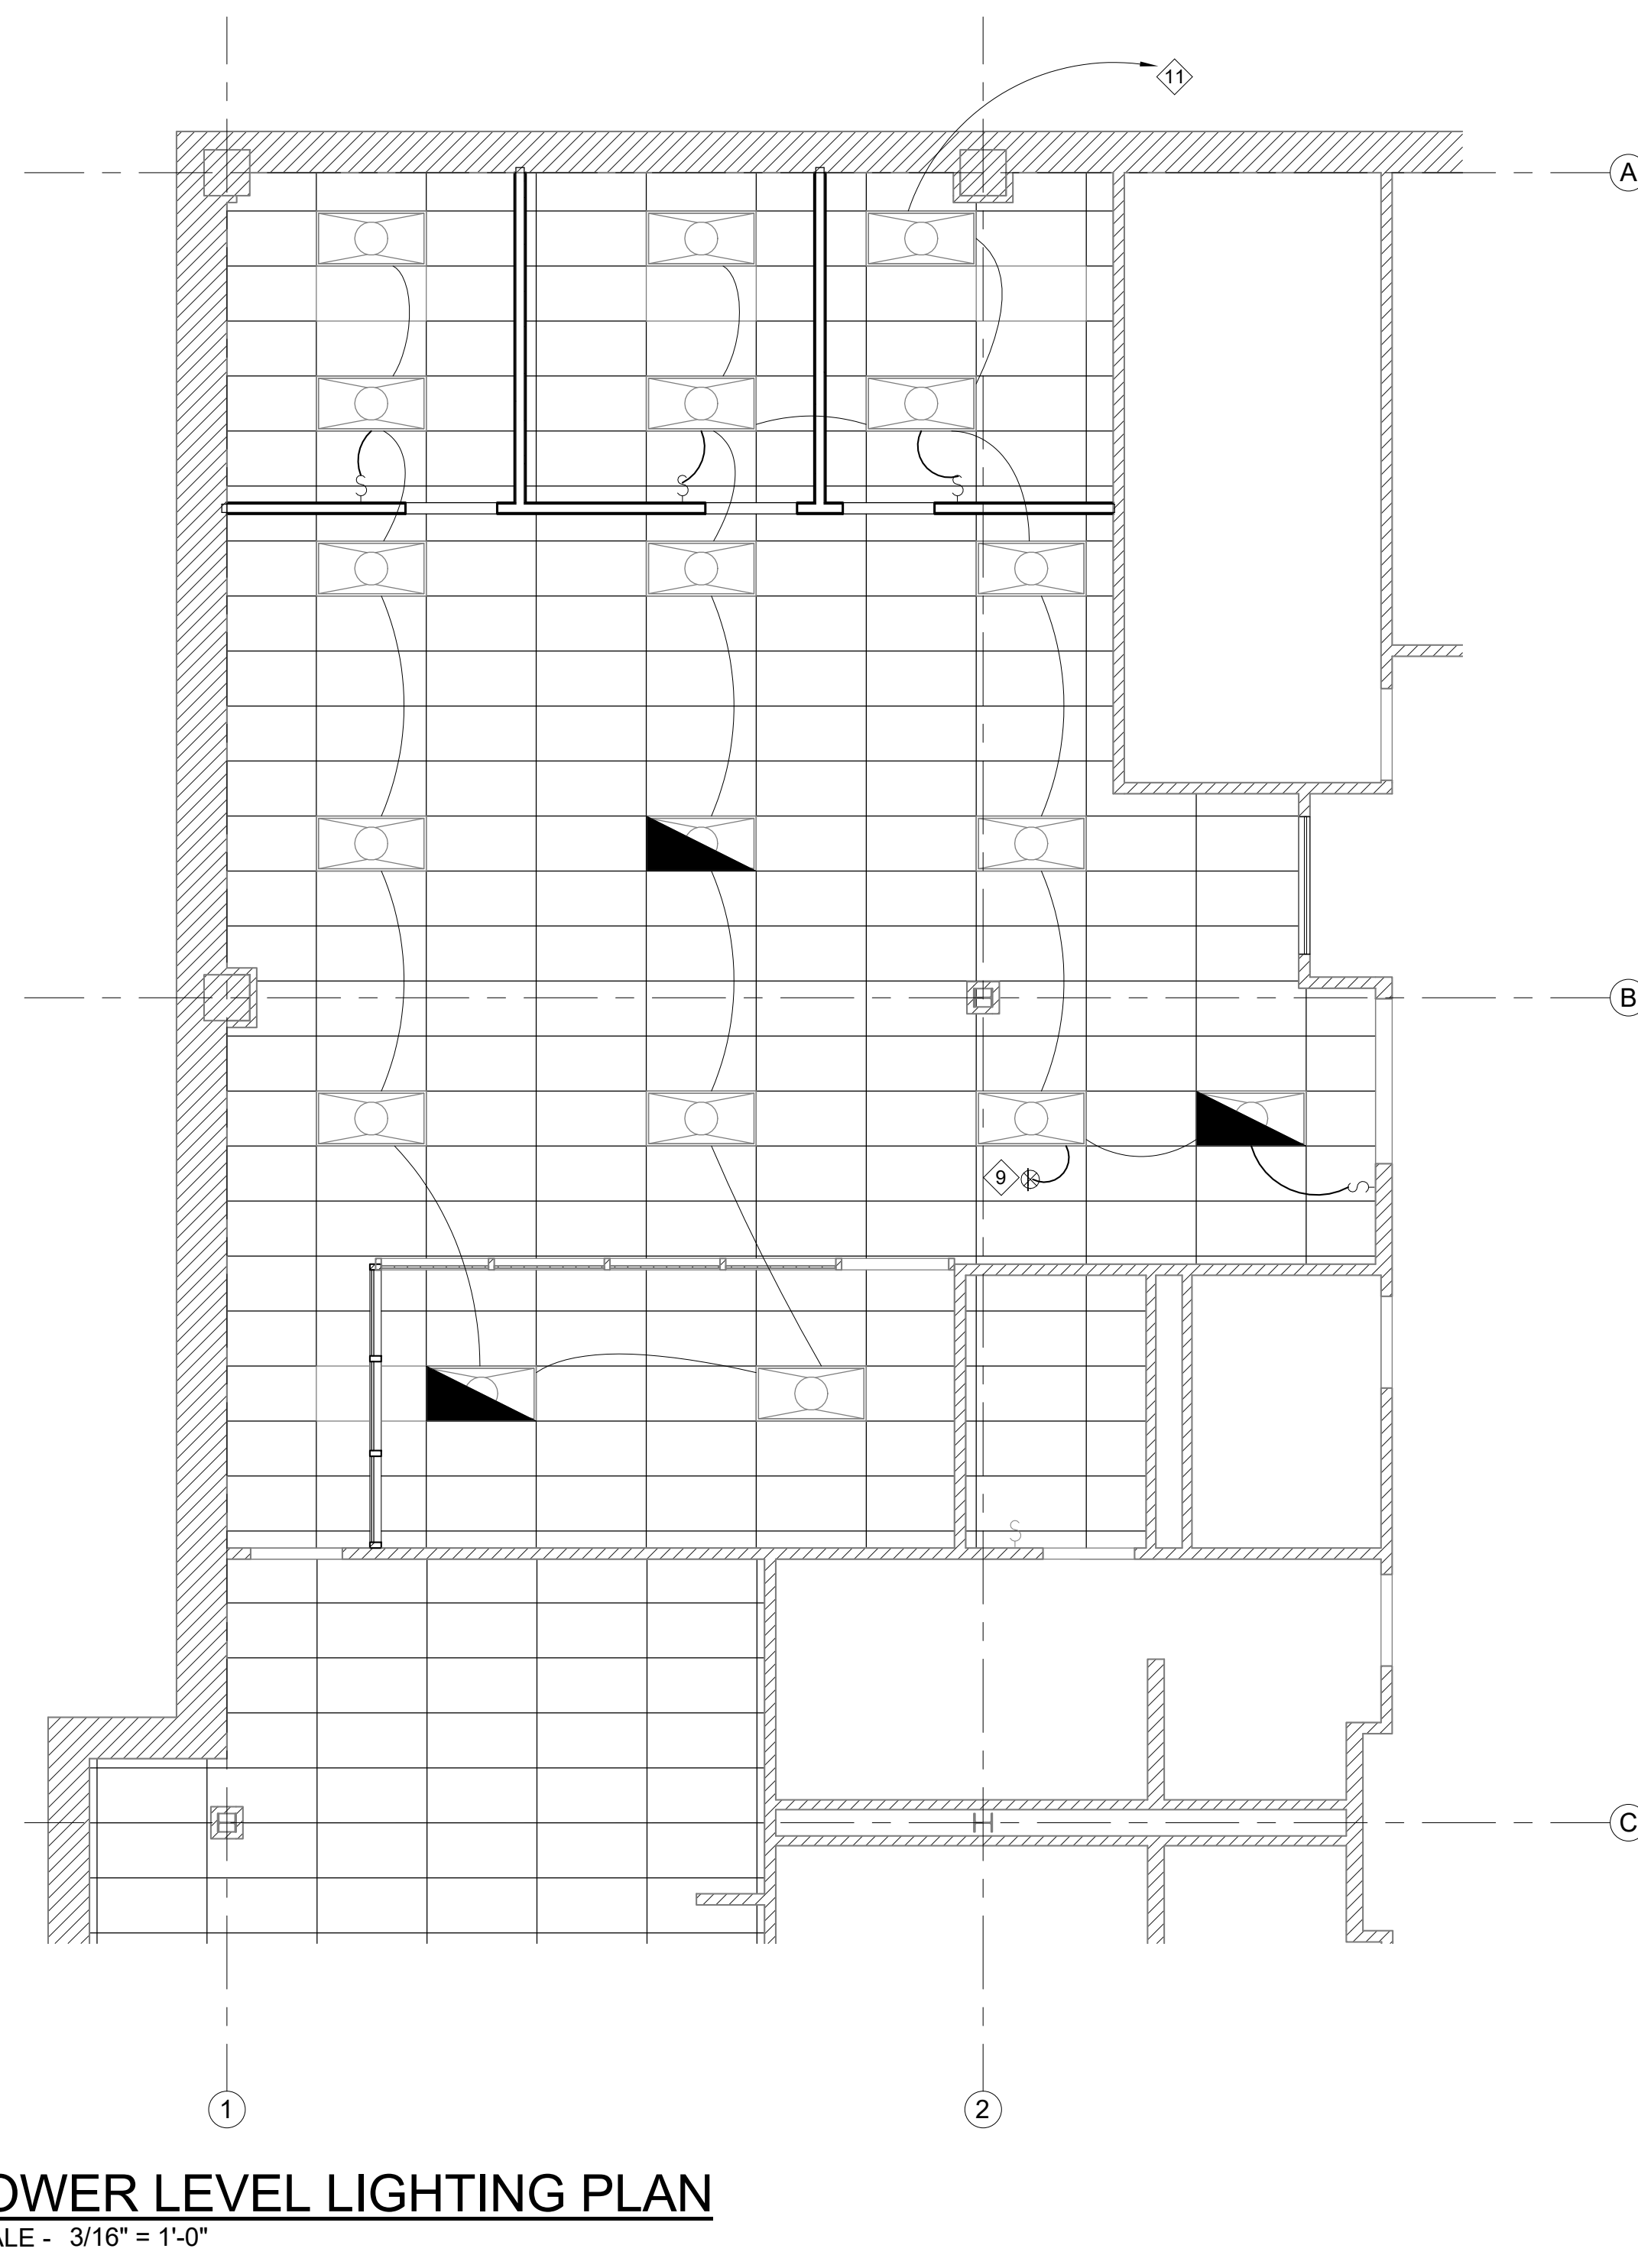 11
A
B
9
C
1
2
OWER LEVEL LIGHTING PLAN
ALE - 3/16" = 1'-0"